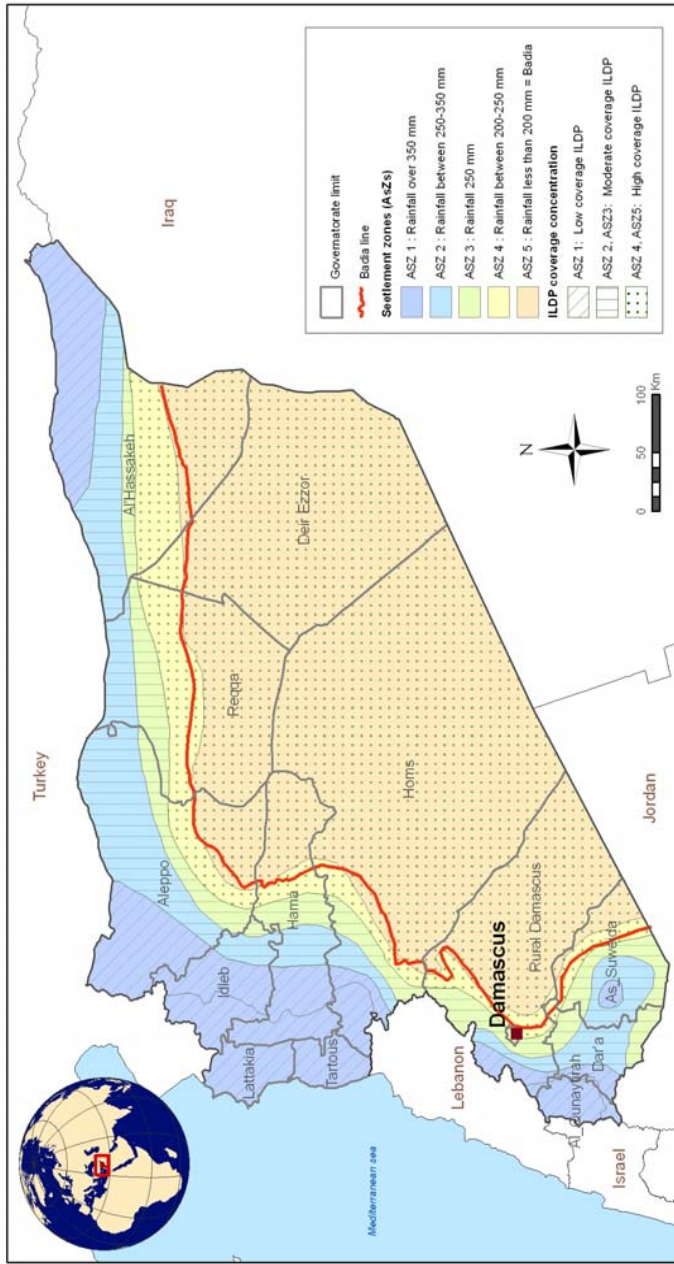 Turkey
Iraq
Al'Hassakeh
Aleppo
Reqqa
Deir Ezzor
Idleb
Lattakia
Hama
Tartous
Homs
Mediterranean sea
Lebanon
Damascus
Rural Damascus
Al_Qunaytrah
Dar'a
As_Suweida
Israel
Jordan
N
0 50 100
Km
Governatorate limit
Badia line
Seetlement zones (AsZs)
ASZ 1 : Rainfall over 350 mm
ASZ 2 : Rainfall between 250-350 mm
ASZ 3 : Rainfall 250 mm
ASZ 4 : Rainfall between 200-250 mm
ASZ 5 : Rainfall less than 200 mm = Badia
ILDP coverage concentration
ASZ 1: Low coverage ILDP
ASZ 2, ASZ3: Moderate coverage ILDP
ASZ 4, ASZ5: High coverage ILDP